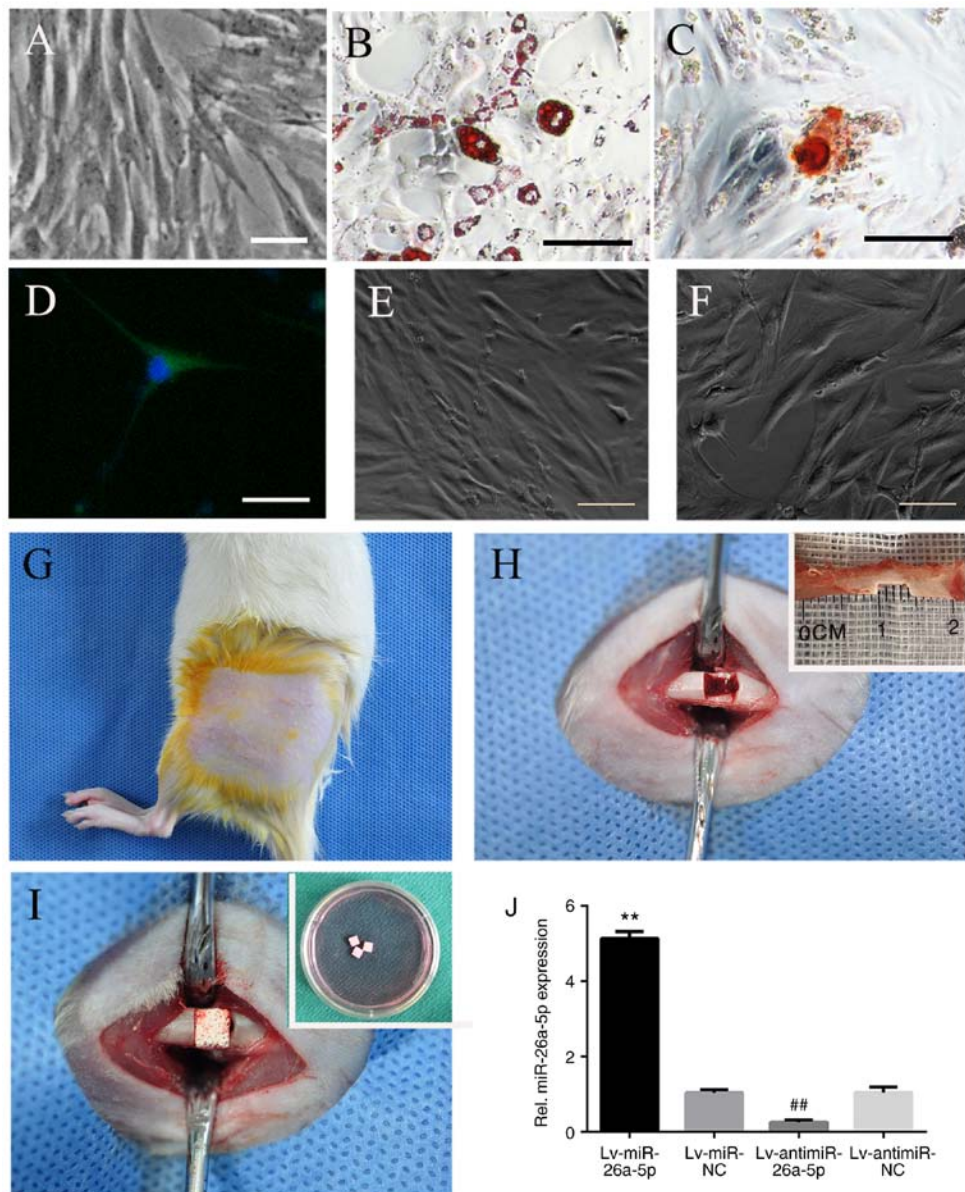 A
B
C
D
E
F
G
H
0CM 1 2
I
J
Rel. miR-26a-5p expression
6
4
2
0
**
##
Lv-miR-
26a-5p
Lv-miR-
NC
Lv-antimiR-
26a-5p
Lv-antimiR-
NC